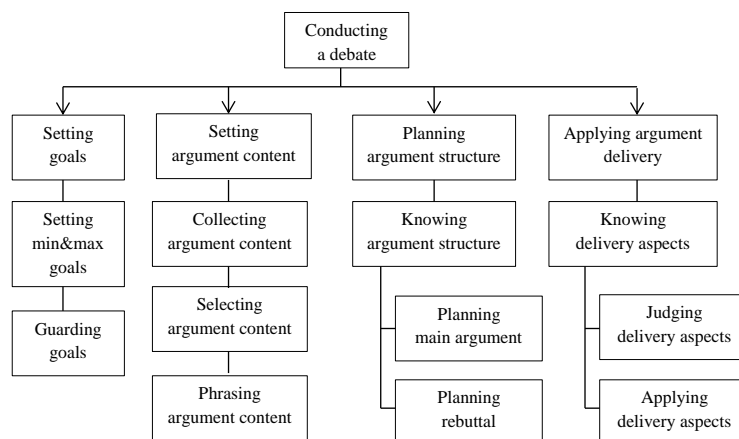 Conducting
a debate
Setting
goals
Setting
argument content
Planning
argument structure
Applying argument
delivery
Setting
min&max
goals
Collecting
argument content
Knowing
argument structure
Knowing
delivery aspects
Guarding
goals
Selecting
argument content
Planning
main argument
Judging
delivery aspects
Phrasing
argument content
Planning
rebuttal
Applying
delivery aspects